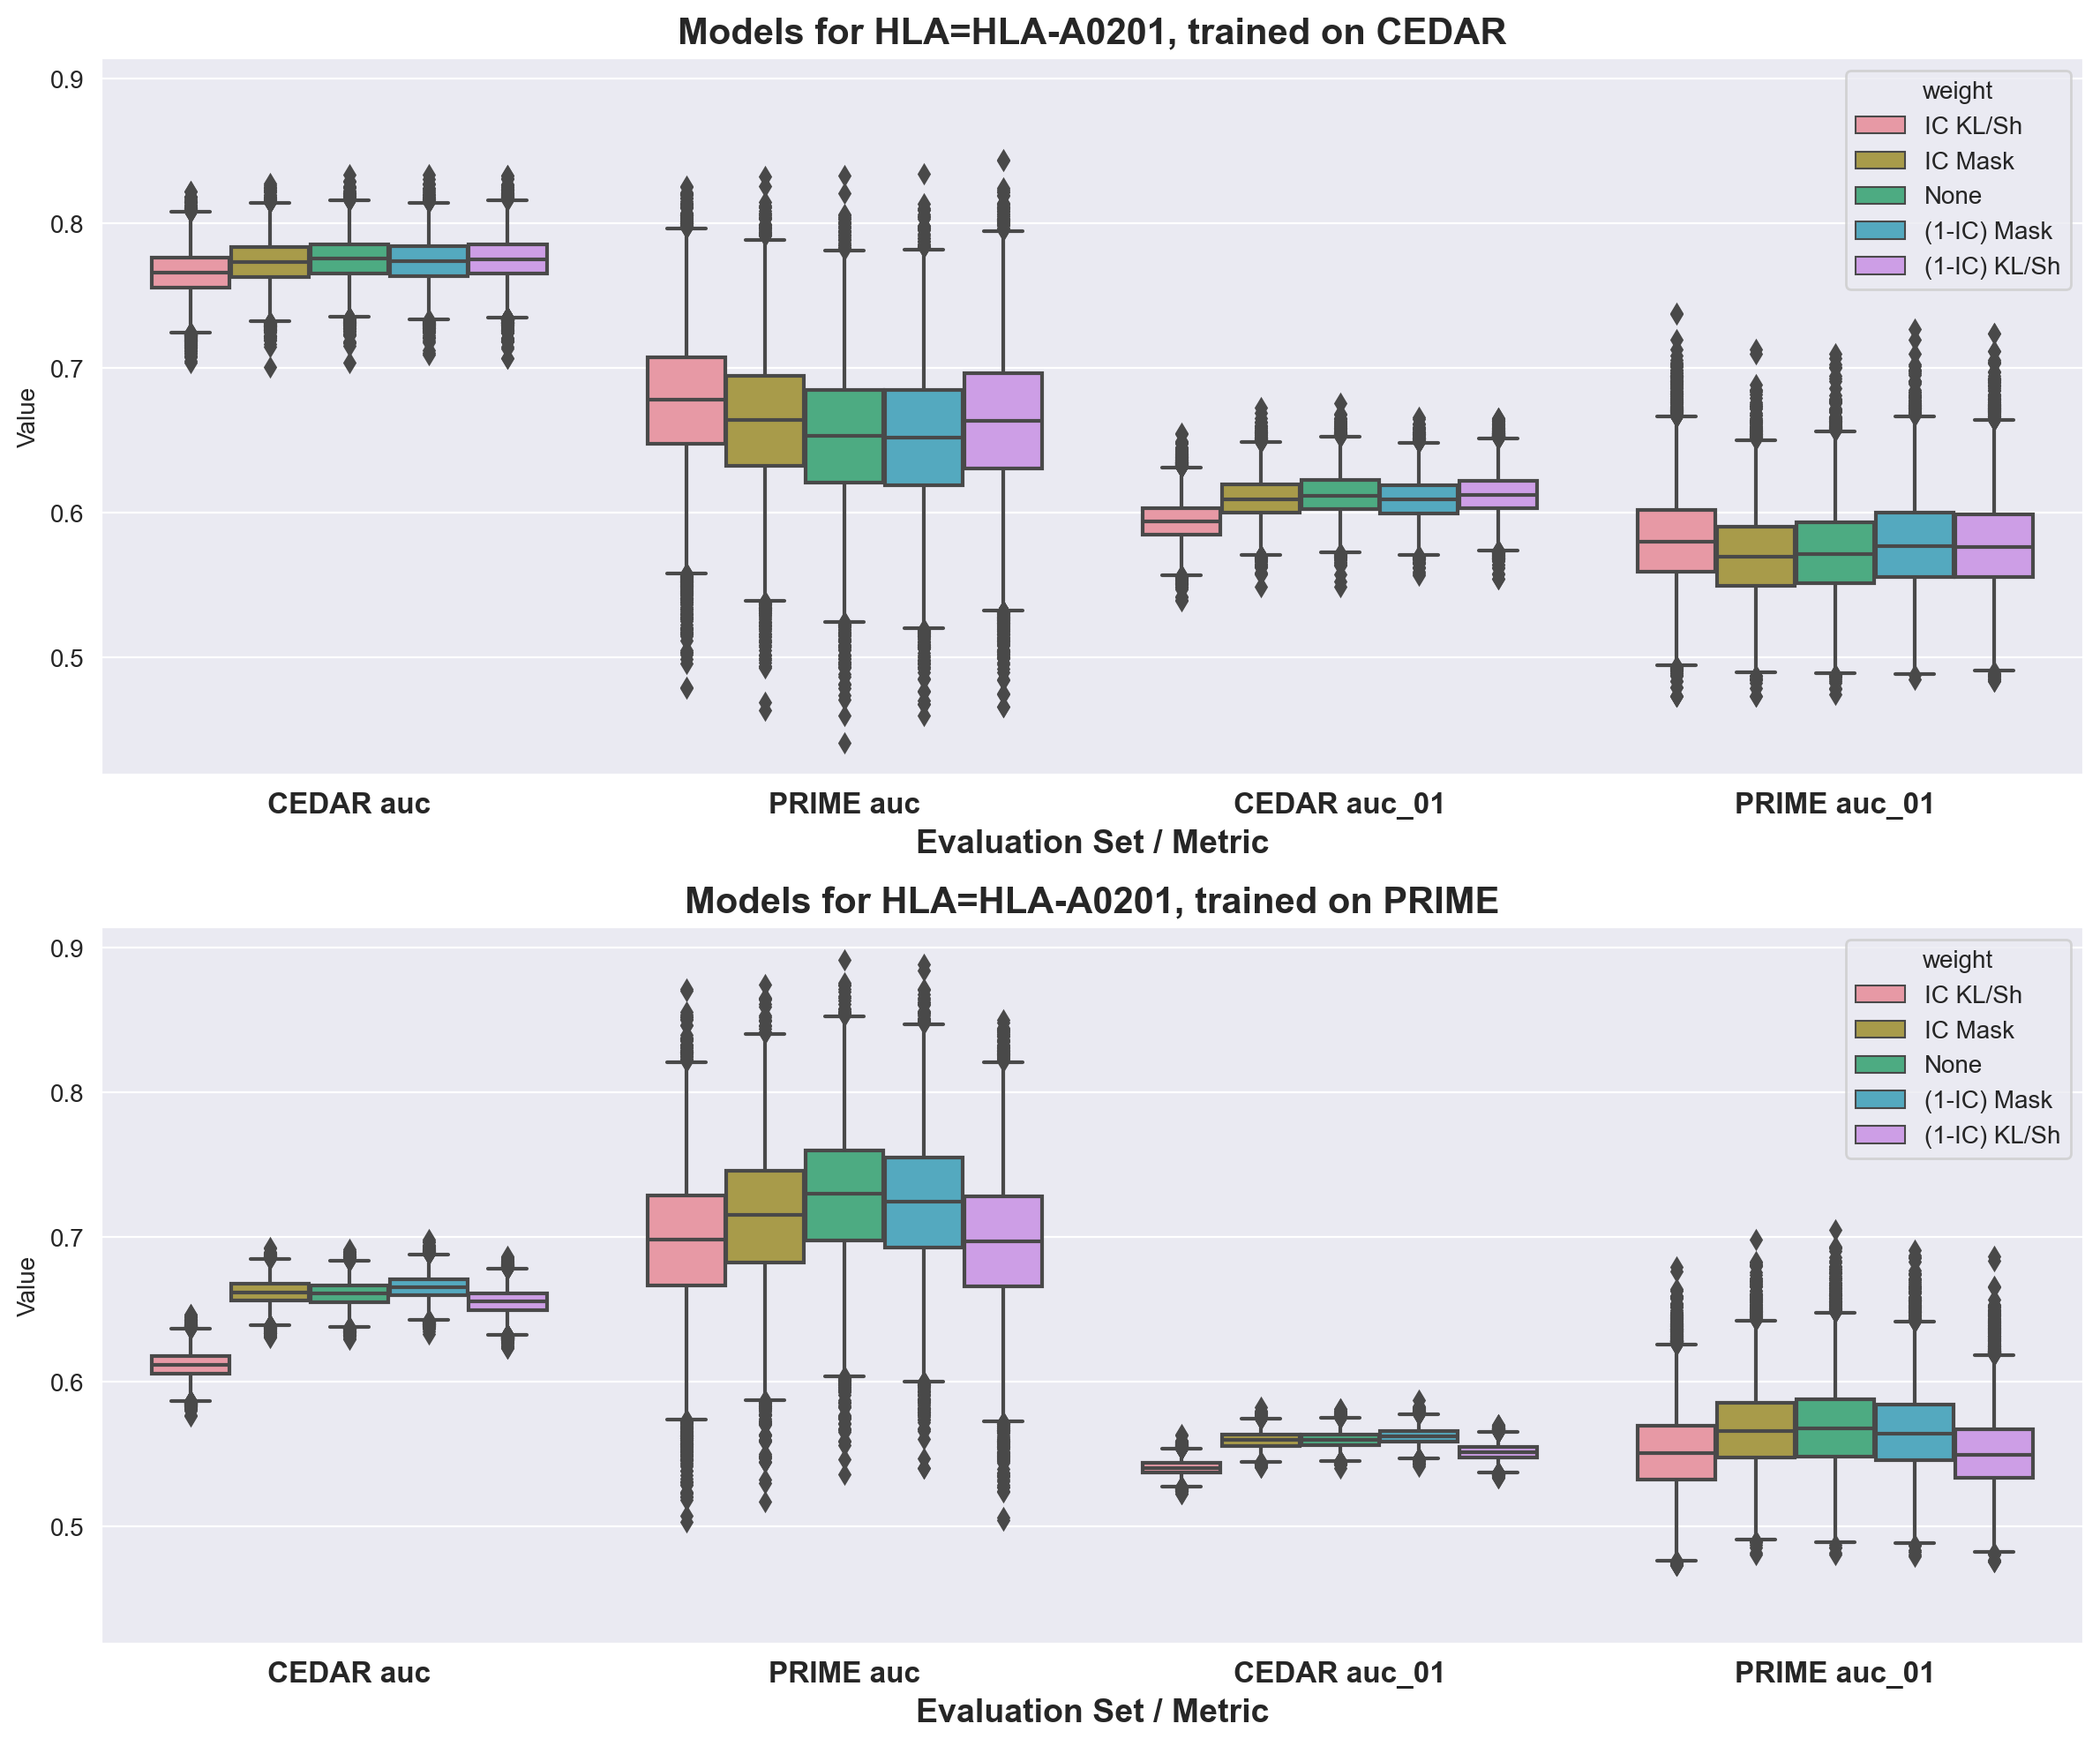 Models for HLA=HLA-A0201, trained on CEDAR
0.9
0.8
0.7
0.6
0.5
Value
weight
IC KL/Sh
IC Mask
None
(1-IC) Mask
(1-IC) KL/Sh
CEDAR auc
PRIME auc
CEDAR auc_01
PRIME auc_01
Evaluation Set / Metric
Models for HLA=HLA-A0201, trained on PRIME
0.9
0.8
0.7
0.6
0.5
Value
weight
IC KL/Sh
IC Mask
None
(1-IC) Mask
(1-IC) KL/Sh
CEDAR auc
PRIME auc
CEDAR auc_01
PRIME auc_01
Evaluation Set / Metric